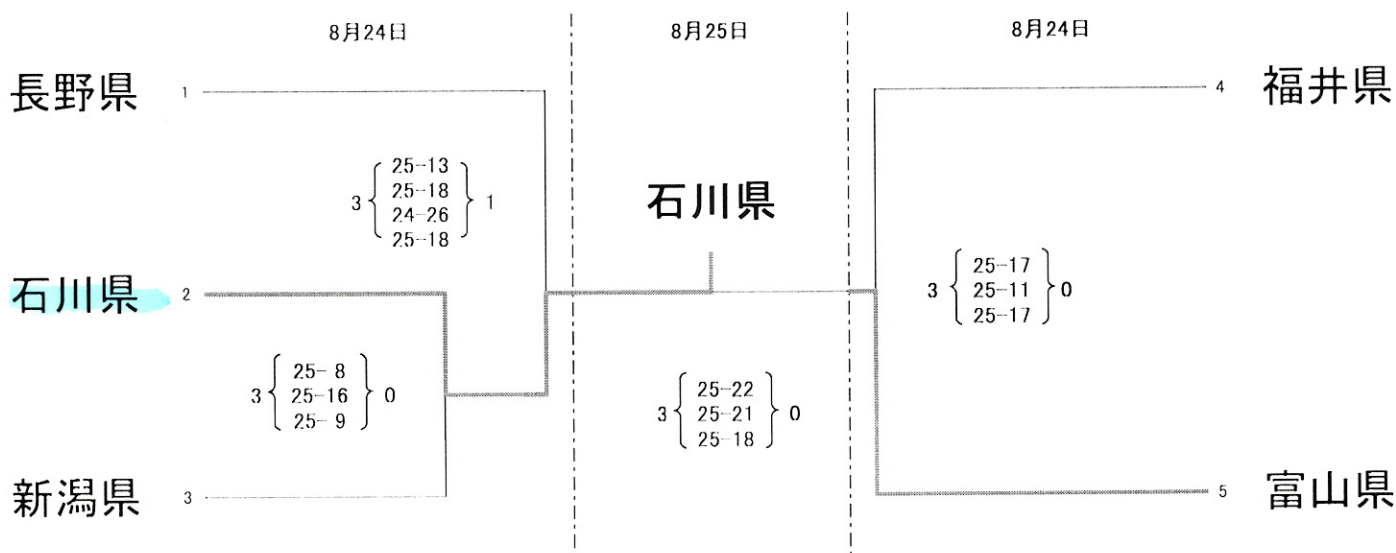 8月24日
8月25日
8月24日
長野県 1
4 福井県
3 { 25-13 } 1
25-18
24-26
25-18
石川県
3 { 25-17 } 0
25-11
25-17
石川県 2
3 { 25- 8 } 0
25-16
25- 9
3 { 25-22 } 0
25-21
25-18
新潟県 3
5 富山県